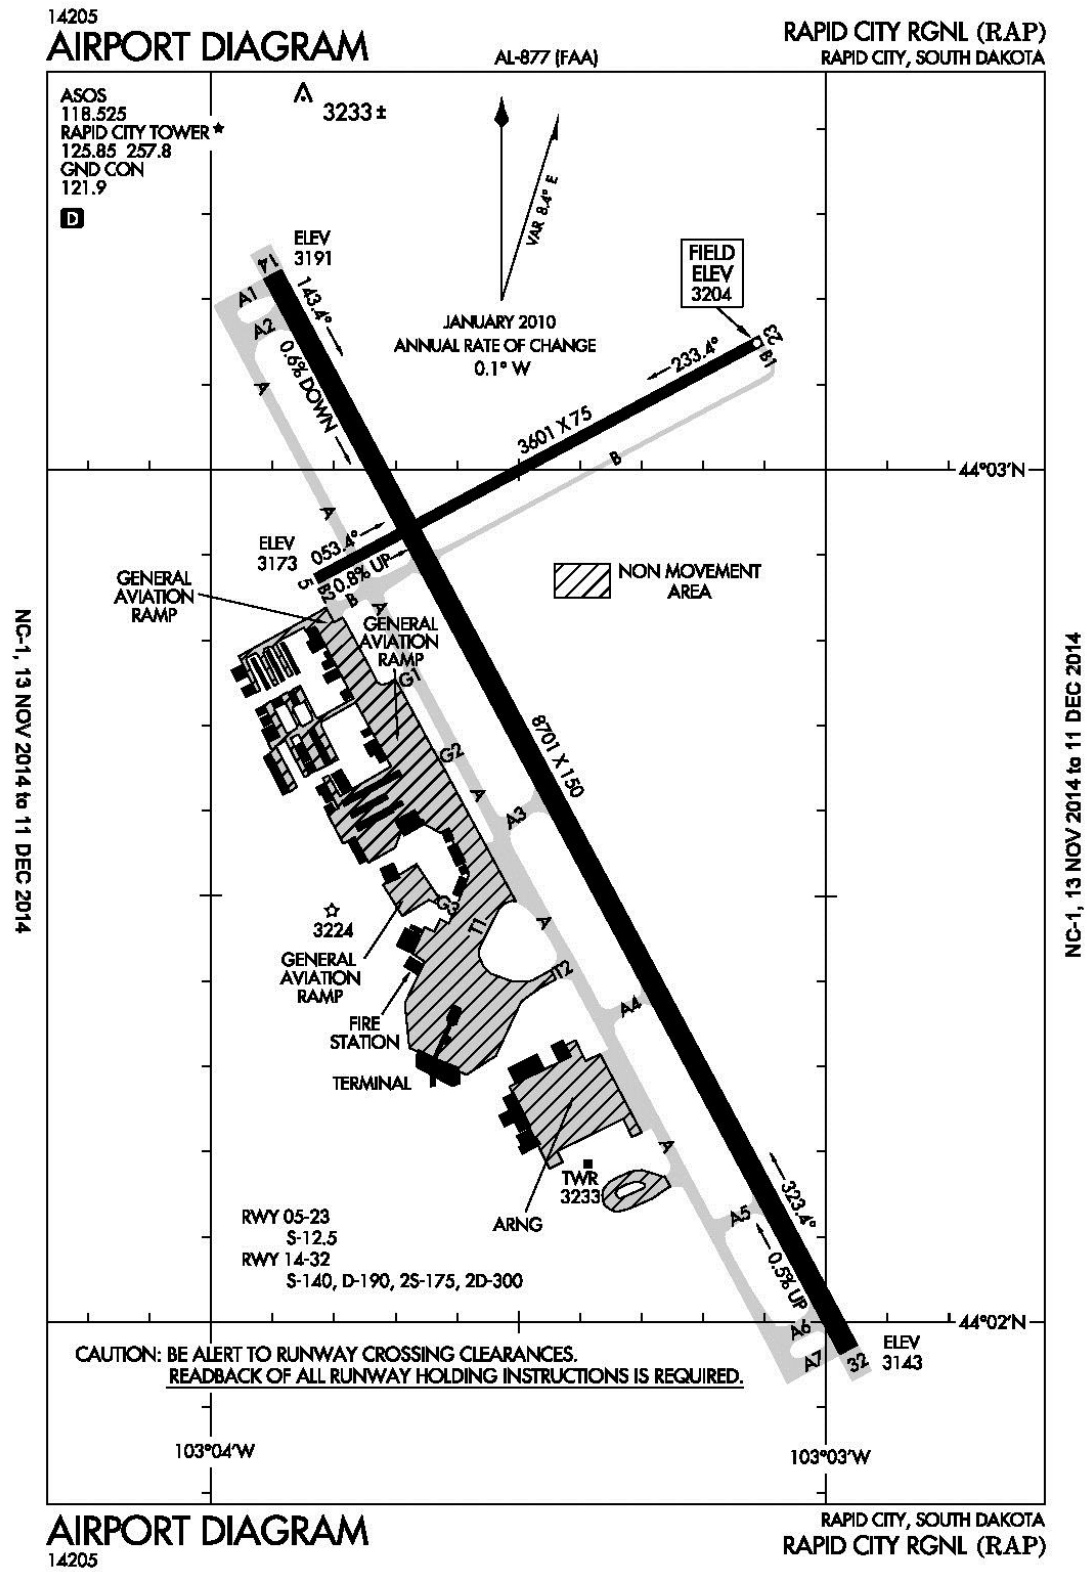 14205
AIRPORT DIAGRAM
AL-877 (FAA)
RAPID CITY RGNL (RAP)
RAPID CITY, SOUTH DAKOTA
ASOS
118.525
RAPID CITY TOWER★
125.85 257.8
GND CON
121.9
D
3233 ±
VAR 8.4° E
JANUARY 2010
ANNUAL RATE OF CHANGE
0.1° W
FIELD
ELEV
3204
ELEV
3191
14
143.4°
A1
A2
A
0.6% DOWN
A
23
B1
233.4°
3601 X 75
B
44°03'N
ELEV
3173
053.4°
0.8% UP
5
B2
B
A
GENERAL
AVIATION
RAMP
GENERAL
AVIATION
RAMP
NON MOVEMENT
AREA
G1
G2
A
8701 X 150
A3
G3
T1
A
T2
A4
3224
GENERAL
AVIATION
RAMP
FIRE
STATION
TERMINAL
A
TWR
3233
ARNG
A5
323.4°
0.5% UP
RWY 05-23
S-12.5
RWY 14-32
S-140, D-190, 2S-175, 2D-300
A6
A7
32
44°02'N
ELEV
3143
CAUTION: BE ALERT TO RUNWAY CROSSING CLEARANCES.
READBACK OF ALL RUNWAY HOLDING INSTRUCTIONS IS REQUIRED.
103°04'W
103°03'W
NC-1, 13 NOV 2014 to 11 DEC 2014
NC-1, 13 NOV 2014 to 11 DEC 2014
AIRPORT DIAGRAM
14205
RAPID CITY, SOUTH DAKOTA
RAPID CITY RGNL (RAP)